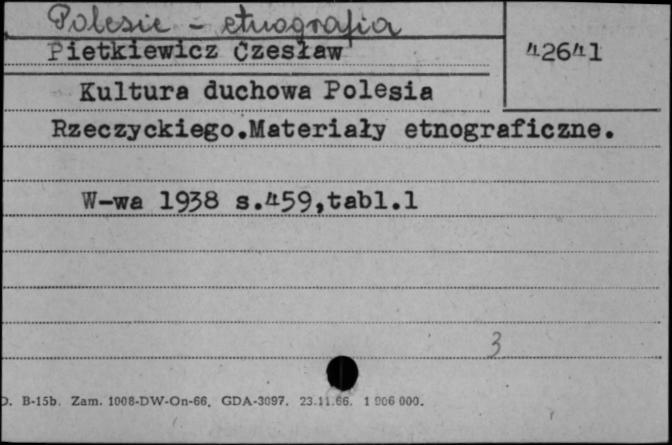 Polesie - etnografia
Pietkiewicz Czesław
42641
Kultura duchowa Polesia
Rzeczyckiego.Materiały etnograficzne.
W-wa 1938 s.459,tabl.1
3
D. B-15b. Zam. 1008-DW-On-66. GDA-3097. 23.11.66. 1 906 000.